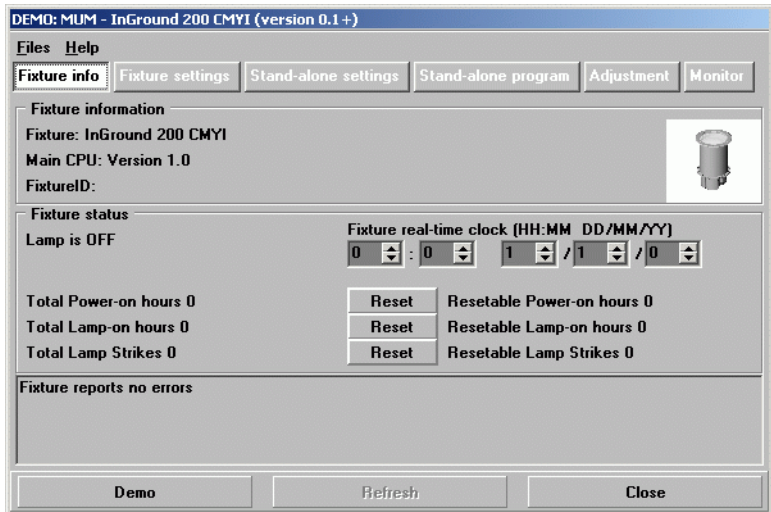 DEMO: MUM - InGround 200 CMYI (version 0.1+)
Files Help
Fixture info Fixture settings Stand-alone settings Stand-alone program Adjustment Monitor
Fixture information
Fixture: InGround 200 CMYI
Main CPU: Version 1.0
FixtureID:
Fixture status
Lamp is OFF
Fixture real-time clock (HH:MM DD/MM/YY)
0 : 0 1 / 1 / 0
Total Power-on hours 0 Reset Resetable Power-on hours 0
Total Lamp-on hours 0 Reset Resetable Lamp-on hours 0
Total Lamp Strikes 0 Reset Resetable Lamp Strikes 0
Fixture reports no errors
Demo Refresh Close